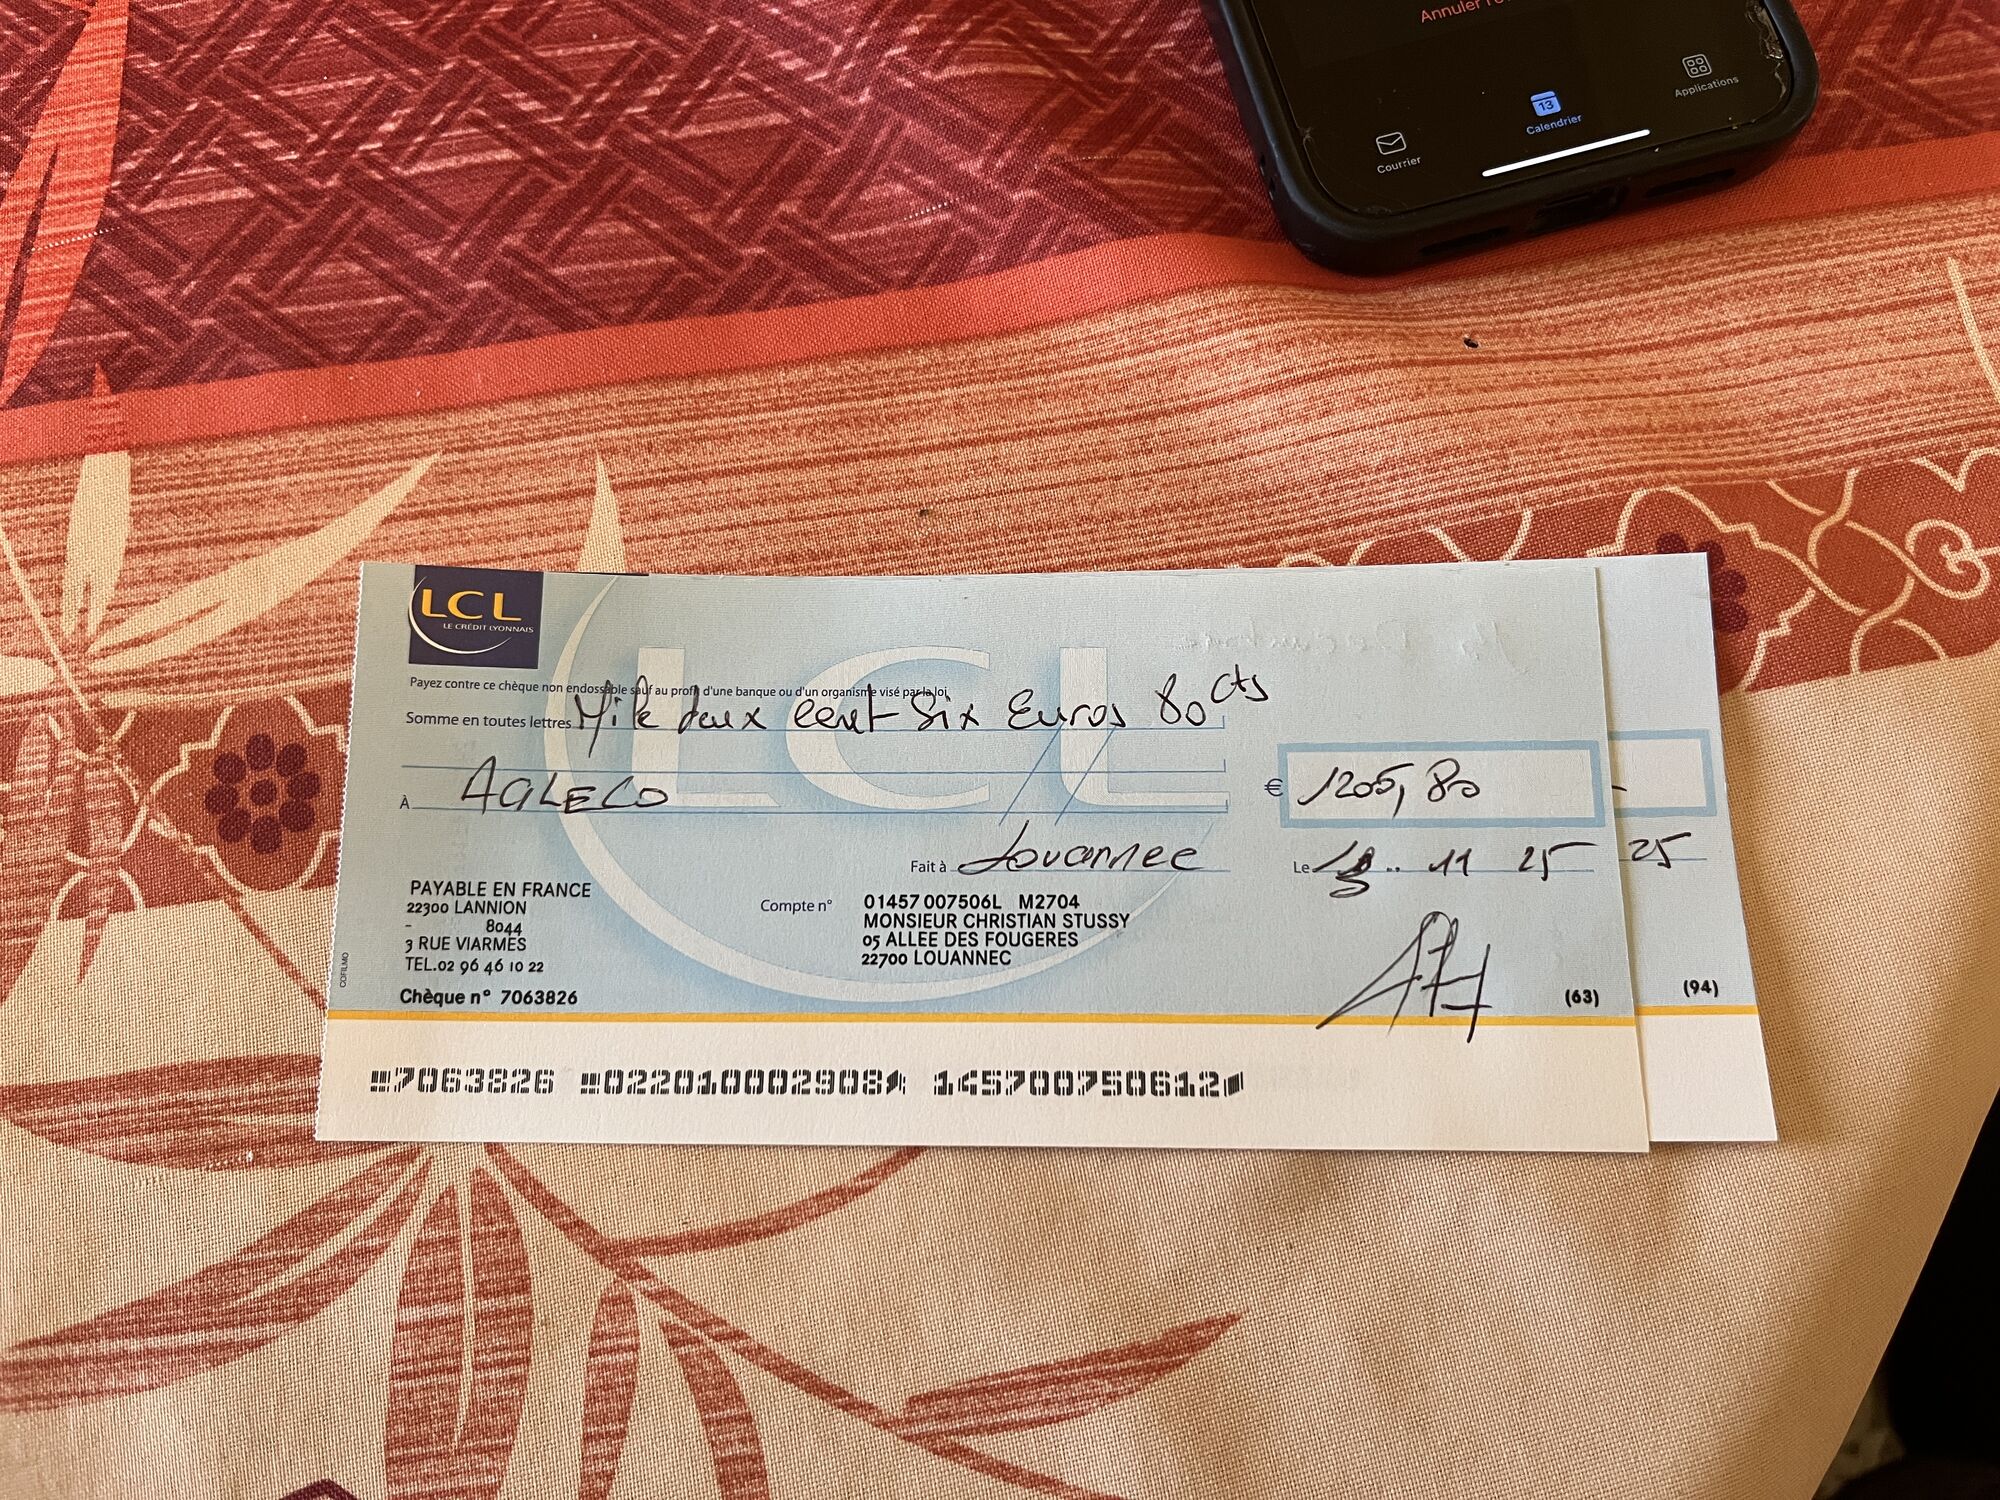 Annuler l'é
Courrier
Calendrier
13
Applications
LCL
LE CRÉDIT LYONNAIS
Payez contre ce chèque non endossable sauf au profit d'une banque ou d'un organisme visé par la loi
Somme en toutes lettres Mille deux cent Six Euros 80 cts
À AGLECO
€ 1205,80
Fait à Louannec
Le 13 11 25
25
PAYABLE EN FRANCE
22300 LANNION
- 8044
3 RUE VIARMES
TEL.02 96 46 10 22
Chèque n° 7063826
Compte n° 01457 007506L M2704
MONSIEUR CHRISTIAN STUSSY
05 ALLEE DES FOUGERES
22700 LOUANNEC
(63)
(94)
COFILMO
7063826 022010002908 145700750612